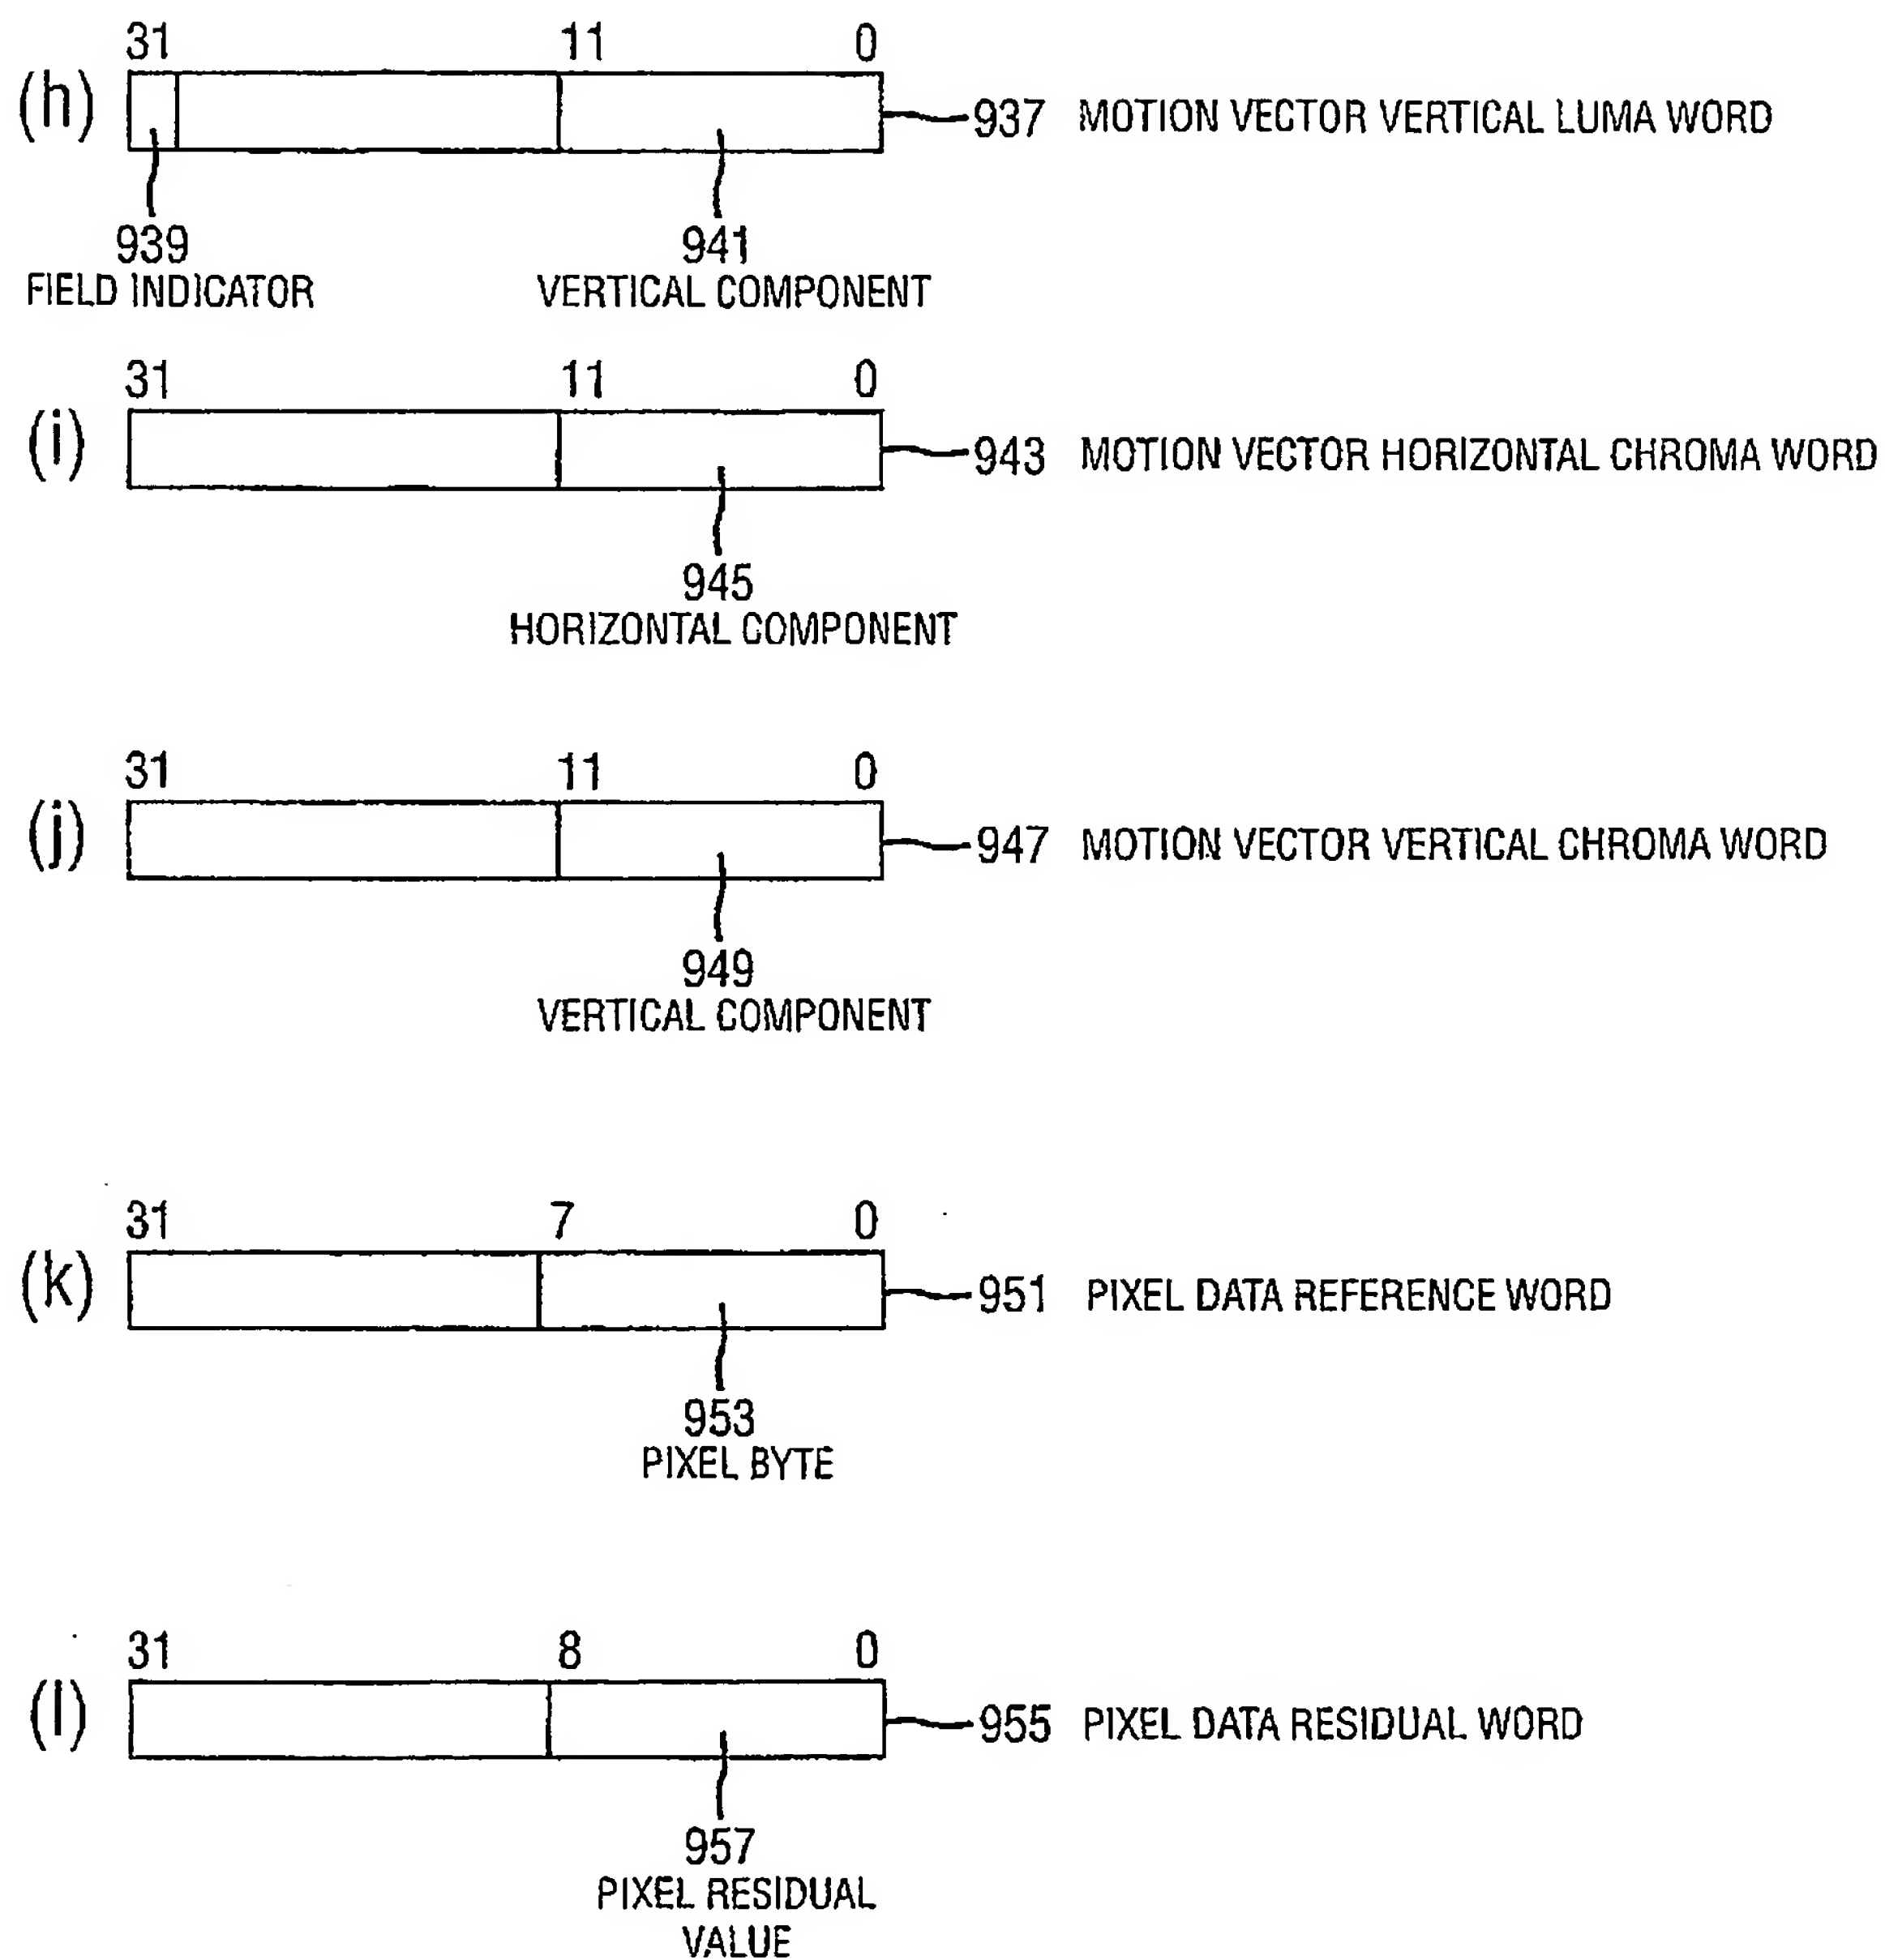 31 11 0
(h) 937 MOTION VECTOR VERTICAL LUMA WORD
939 941
FIELD INDICATOR VERTICAL COMPONENT
31 11 0
(i) 943 MOTION VECTOR HORIZONTAL CHROMA WORD
945
HORIZONTAL COMPONENT
31 11 0
(j) 947 MOTION VECTOR VERTICAL CHROMA WORD
949
VERTICAL COMPONENT
31 7 0
(k) 951 PIXEL DATA REFERENCE WORD
953
PIXEL BYTE
31 8 0
(l) 955 PIXEL DATA RESIDUAL WORD
957
PIXEL RESIDUAL
VALUE